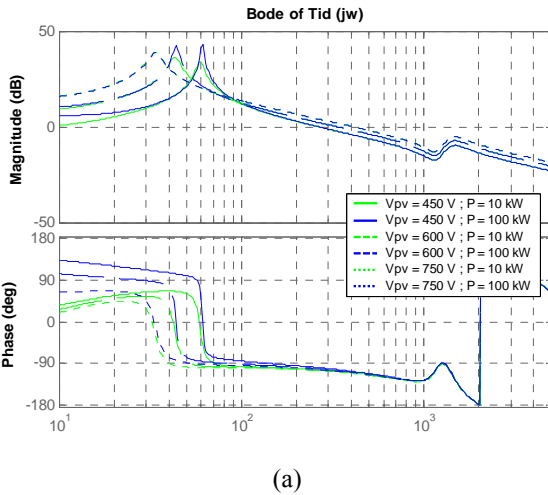 Bode of Tid (jw)
50
0
-50
Magnitude (dB)
Vpv = 450 V ; P = 10 kW
Vpv = 450 V ; P = 100 kW
Vpv = 600 V ; P = 10 kW
Vpv = 600 V ; P = 100 kW
Vpv = 750 V ; P = 10 kW
Vpv = 750 V ; P = 100 kW
180
90
0
-90
-180
Phase (deg)
10^1
10^2
10^3
(a)